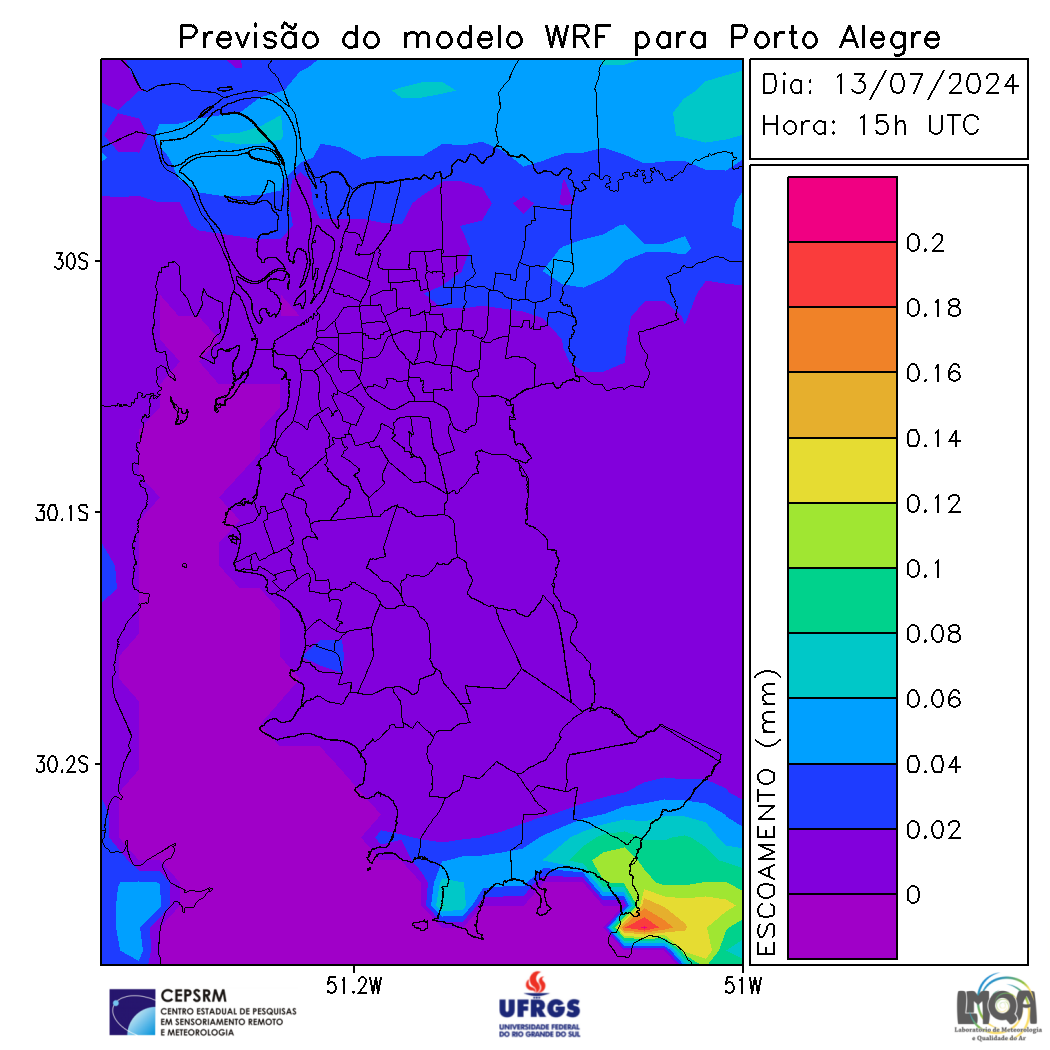 Previsão do modelo WRF para Porto Alegre
Dia: 13/07/2024
Hora: 15h UTC
0.2
0.18
0.16
0.14
0.12
0.1
0.08
0.06
0.04
0.02
0
ESCOAMENTO (mm)
30S
30.1S
30.2S
51.2W
51W
CEPSRM
CENTRO ESTADUAL DE PESQUISAS
EM SENSORIAMENTO REMOTO
E METEOROLOGIA
UFRGS
UNIVERSIDADE FEDERAL
DO RIO GRANDE DO SUL
LMQA
Laboratório de Meteorologia
e Qualidade do Ar